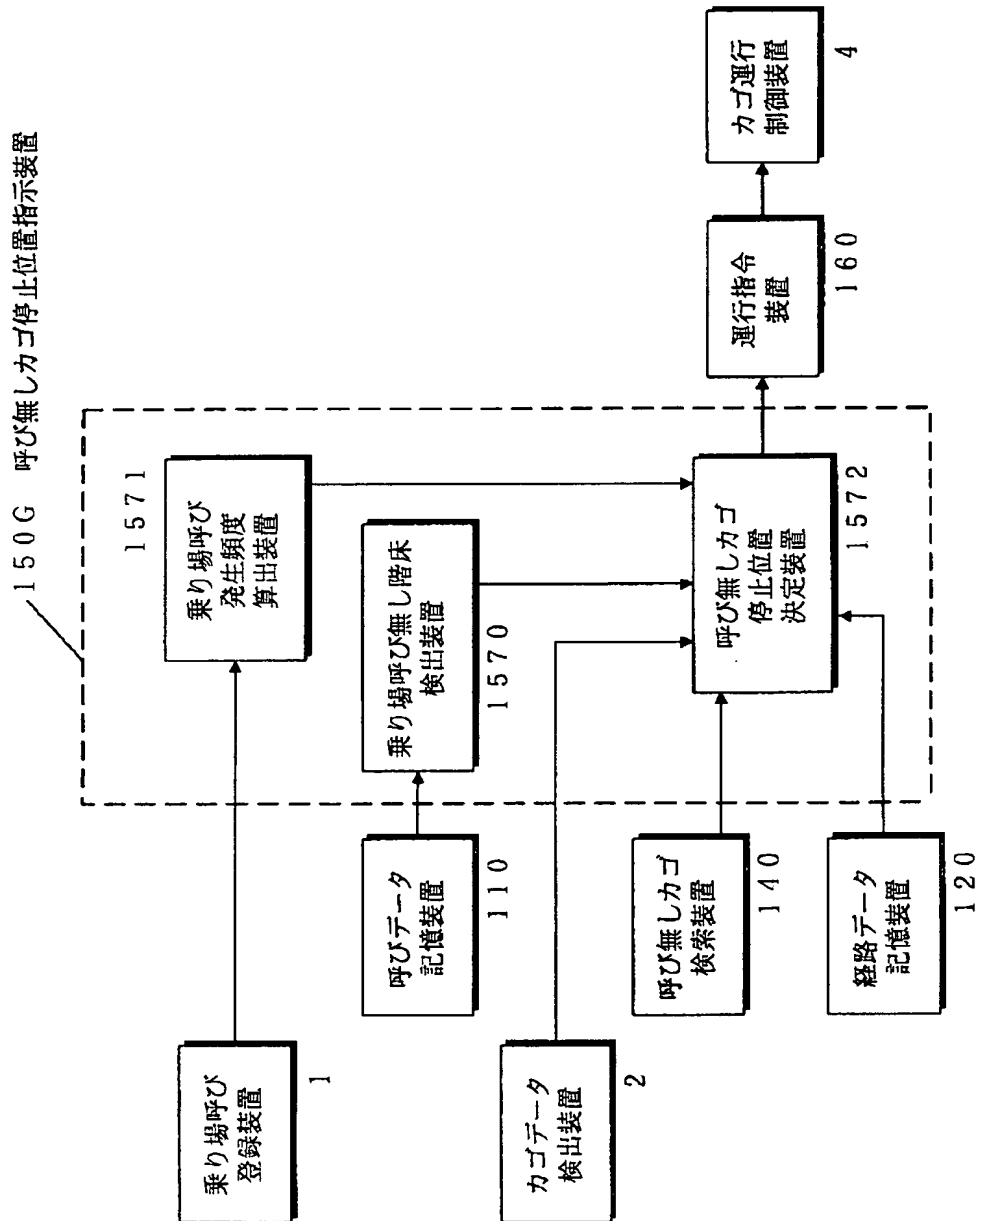 150G 呼び無しカゴ停止位置指示装置
乗り場呼び
登録装置
1
カゴデータ
検出装置
2
呼びデータ
記憶装置
110
呼び無しカゴ
検索装置
140
経路データ
記憶装置
120
乗り場呼び
発生頻度
算出装置
1571
乗り場呼び無し階床
検出装置
1570
呼び無しカゴ
停止位置
決定装置
1572
運行指令
装置
160
カゴ運行
制御装置
4